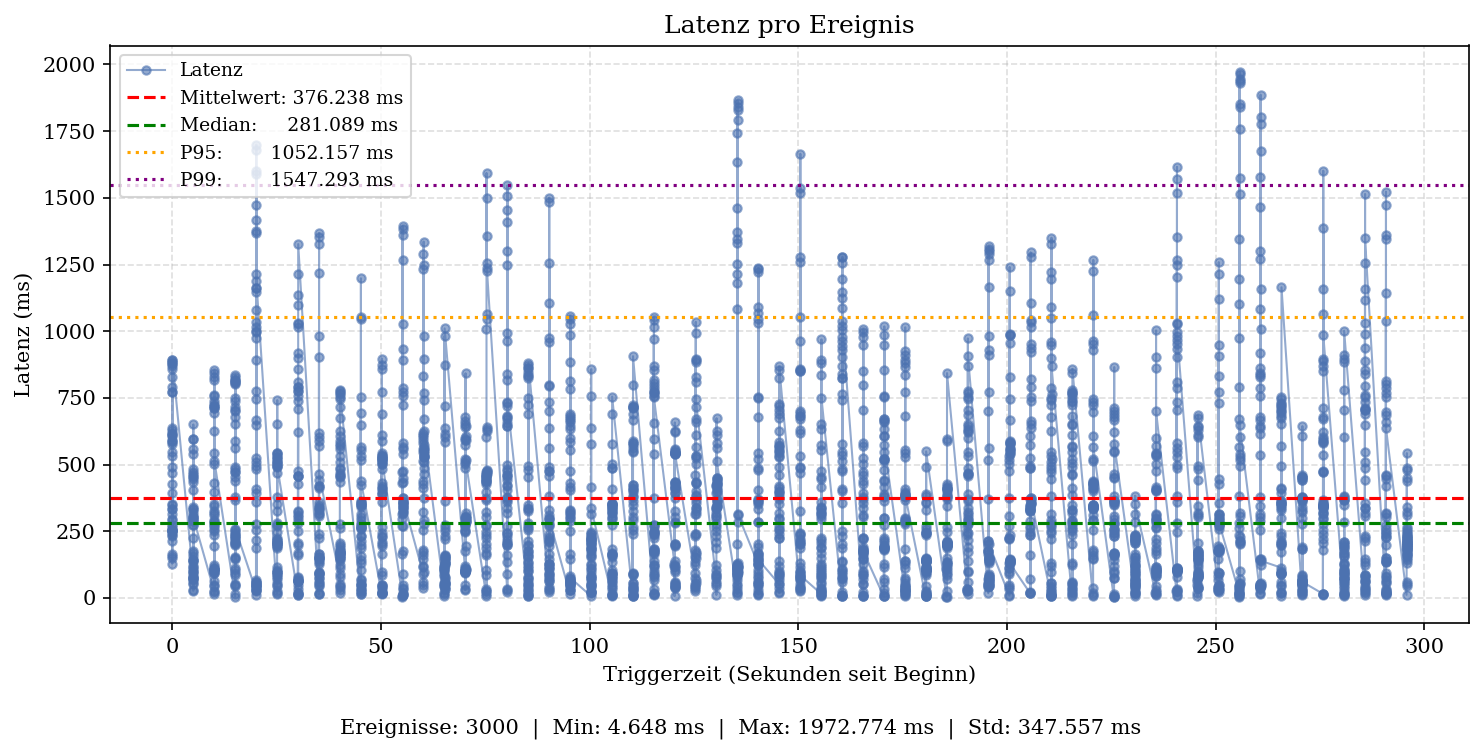 Latenz pro Ereignis
Latenz (ms)
2000
1750
1500
1250
1000
750
500
250
0
Latenz
Mittelwert: 376.238 ms
Median: 281.089 ms
P95: 1052.157 ms
P99: 1547.293 ms
0 50 100 150 200 250 300
Triggerzeit (Sekunden seit Beginn)
Ereignisse: 3000 | Min: 4.648 ms | Max: 1972.774 ms | Std: 347.557 ms